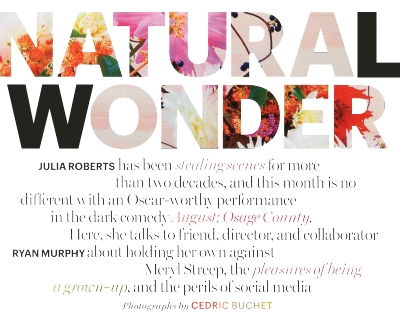 NATURAL
WONDER
JULIA ROBERTS has been stealing scenes for more
than two decades, and this month is no
different with an Oscar-worthy performance
in the dark comedy August: Osage County.
Here, she talks to friend, director, and collaborator
RYAN MURPHY about holding her own against
Meryl Streep, the pleasures of being
a grown-up, and the perils of social media
Photographs by CEDRIC BUCHET